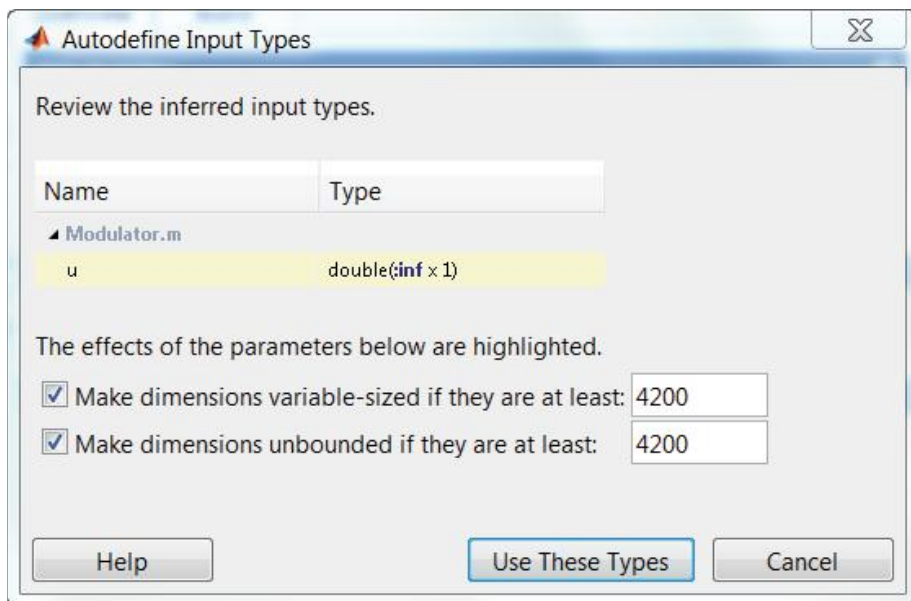 Autodefine Input Types
Review the inferred input types.
Name Type
Modulator.m
u double(:inf x 1)
The effects of the parameters below are highlighted.
Make dimensions variable-sized if they are at least: 4200
Make dimensions unbounded if they are at least: 4200
Help Use These Types Cancel